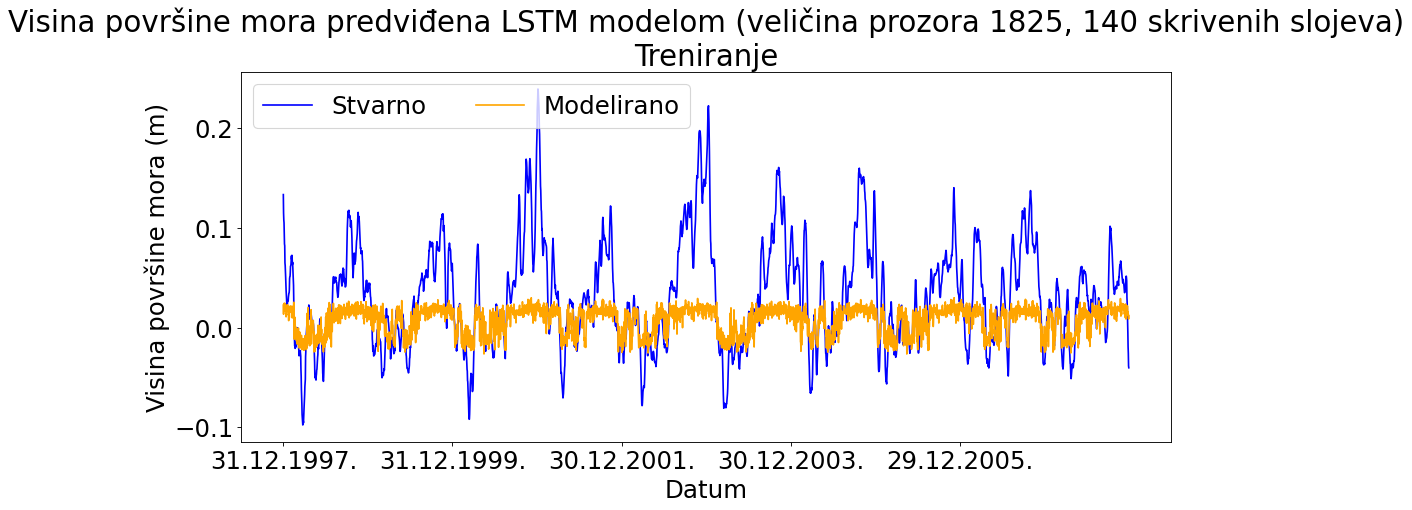 Visina površine mora predviđena LSTM modelom (veličina prozora 1825, 140 skrivenih slojeva)
Treniranje
Stvarno Modelirano
Visina površine mora (m)
0.2
0.1
0.0
−0.1
31.12.1997. 31.12.1999. 30.12.2001. 30.12.2003. 29.12.2005.
Datum